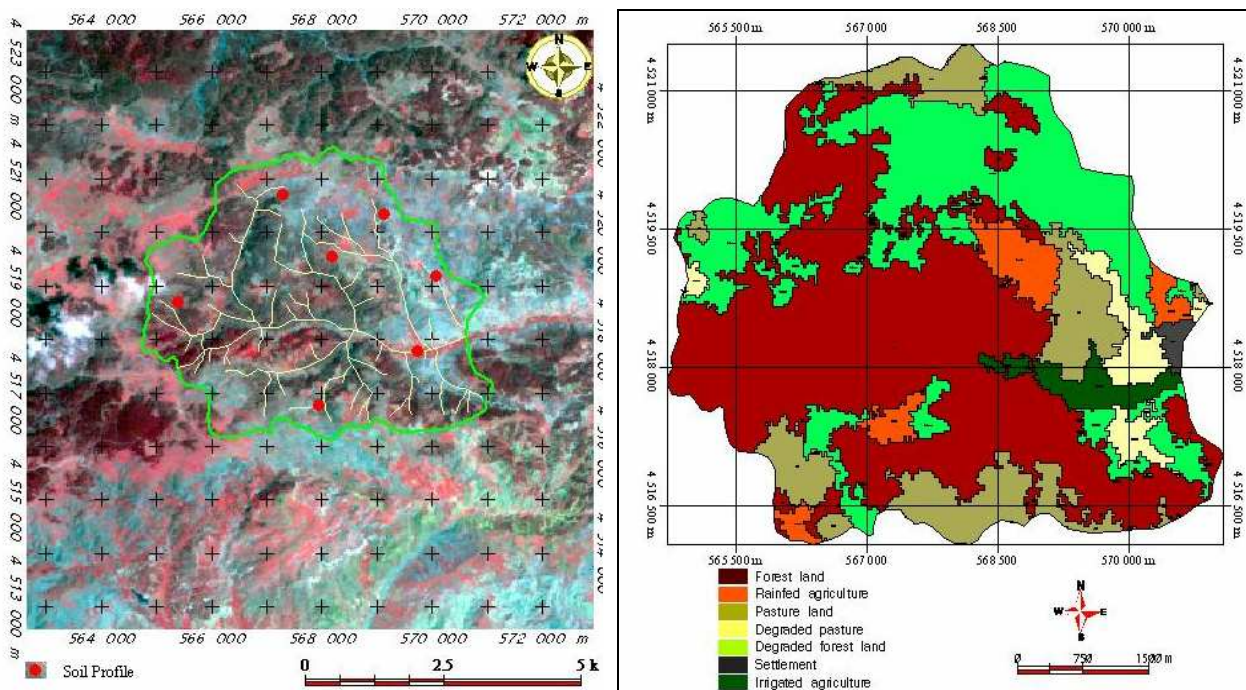 564 000 566 000 568 000 570 000 572 000
N
S
4 523 000 m
4 521 000
4 519 000
4 517 000
4 515 000
4 513 000 m
564 000 566 000 568 000 570 000 572 000 m
Soil Profile
0 2.5 5 k
565 500 m 567 000 m 568 500 m 570 000 m
4 521 000 m
4 519 500
4 518 000
4 516 500 m
4 521 000 m
4 519 500
4 518 000
4 516 500 m
565 500 m 567 000 m 568 500 m 570 000 m
Forest land
Rainfed agriculture
Pasture land
Degraded pasture
Degraded forest land
Settlement
Irrigated agriculture
N
W E
S
0 750 1500 m